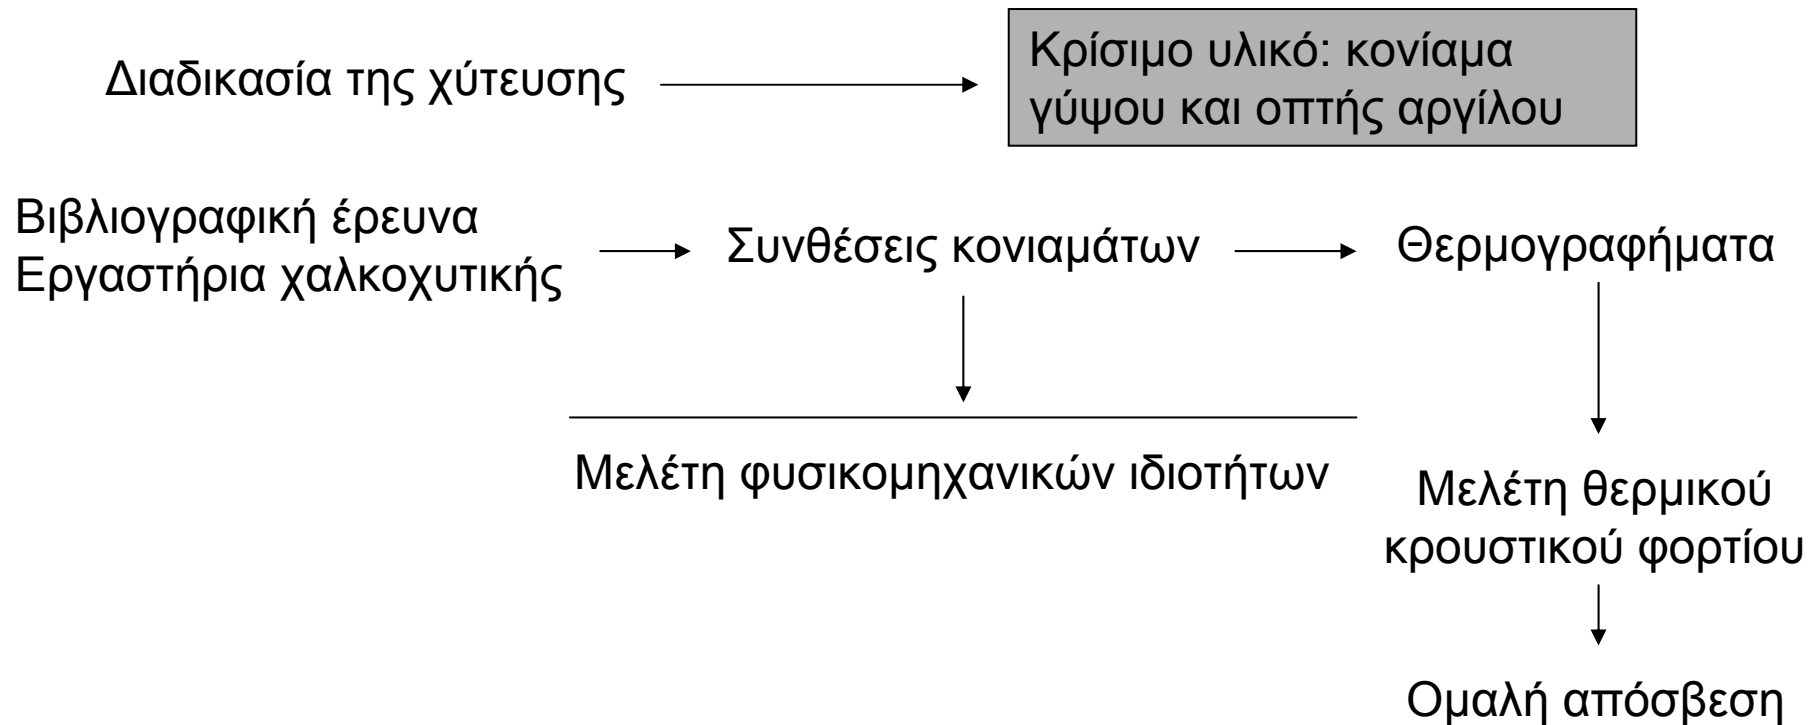 Διαδικασία της χύτευσης
Κρίσιμο υλικό: κονίαμα
γύψου και οπτής αργίλου
Βιβλιογραφική έρευνα
Εργαστήρια χαλκοχυτικής
Συνθέσεις κονιαμάτων
Θερμογραφήματα
Μελέτη φυσικομηχανικών ιδιοτήτων
Μελέτη θερμικού
κρουστικού φορτίου
Ομαλή απόσβεση